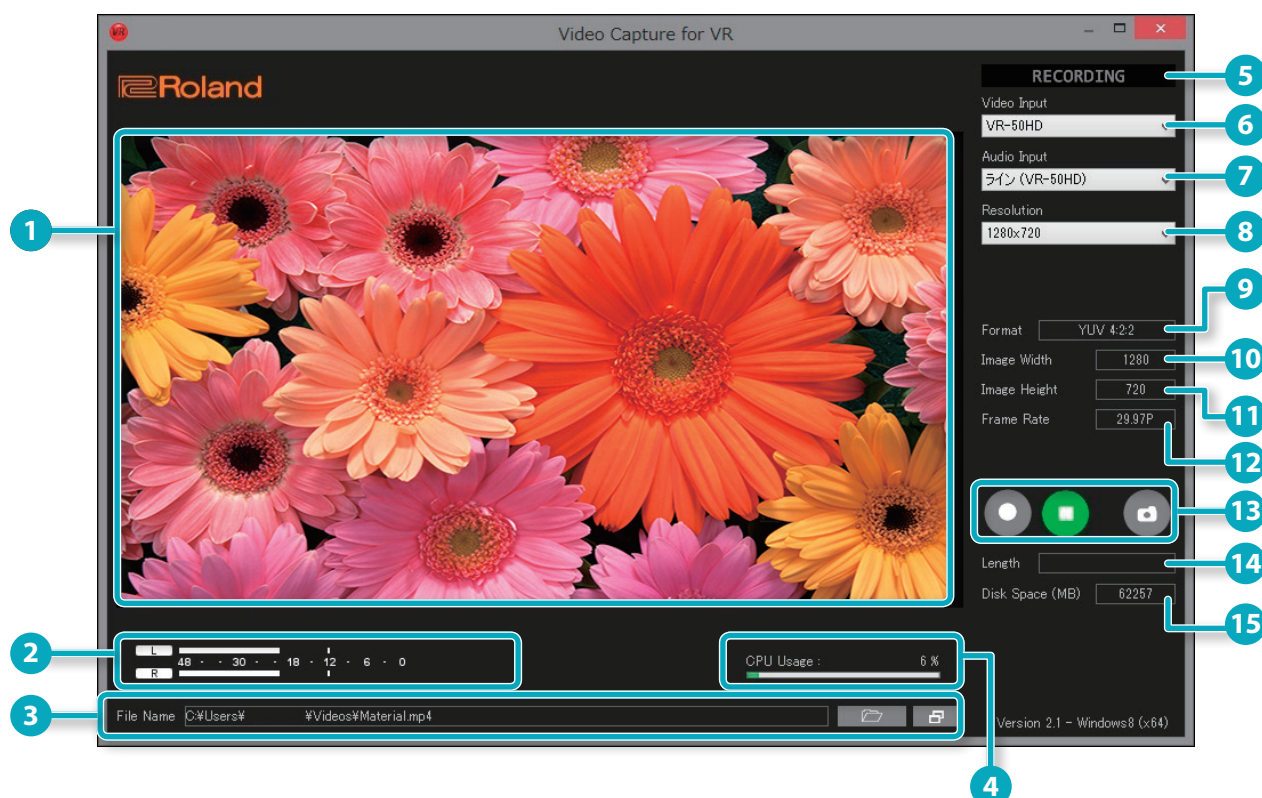 VR Video Capture for VR
Roland
RECORDING
Video Input
VR-50HD
Audio Input
ライン (VR-50HD)
Resolution
1280x720
Format YUV 4:2:2
Image Width 1280
Image Height 720
Frame Rate 29.97P
Length
Disk Space (MB) 62257
L
48 · · 30 · · 18 · 12 · 6 · 0
R
CPU Usage : 6 %
File Name C:¥Users¥ ¥Videos¥Material.mp4
Version 2.1 - Windows8 (x64)
1
2
3
4
5
6
7
8
9
10
11
12
13
14
15